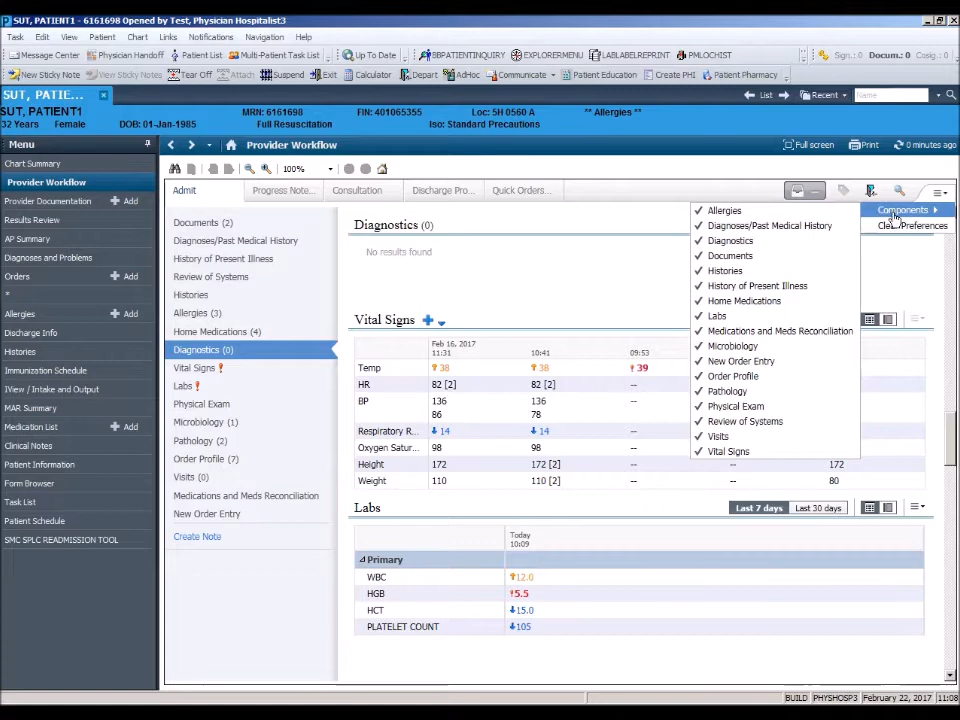 SUT, PATIENT1 - 6161698 Opened by Test, Physician Hospitalist3
Task Edit View Patient Chart Links Notifications Navigation Help
Message Center Physician Handoff Patient List Multi-Patient Task List Up To Date BBPATIENTINQUIRY EXPLORERMENU LABLABELREPRINT PMLOCHIST Sign.: 0 Docum.: 0 Cosig.: 0
New Sticky Note View Sticky Notes Tear Off Attach Suspend Exit Calculator Depart AdHoc Communicate Patient Education Create PHI Patient Pharmacy
SUT, PATIE... List Recent Name
SUT, PATIENT1 MRN: 6161698 FIN: 401065355 Loc: 5H 0560 A ** Allergies **
32 Years Female DOB: 01-Jan-1985 Full Resuscitation Iso: Standard Precautions
Menu Provider Workflow Full screen Print 0 minutes ago
Chart Summary
Provider Workflow
Provider Documentation Add
Results Review
AP Summary
Diagnoses and Problems
Orders Add
*
Allergies Add
Discharge Info
Histories
Immunization Schedule
IView / Intake and Output
MAR Summary
Medication List Add
Clinical Notes
Patient Information
Form Browser
Task List
Patient Schedule
SMC SPLC READMISSION TOOL
100%
Admit Progress Note... Consultation Discharge Pro... Quick Orders...
Documents (2)
Diagnoses/Past Medical History
History of Present Illness
Review of Systems
Histories
Allergies (3)
Home Medications (4)
Diagnostics (0)
Vital Signs
Labs
Physical Exam
Microbiology (1)
Pathology (2)
Order Profile (7)
Visits (0)
Medications and Meds Reconciliation
New Order Entry
Create Note
Diagnostics (0)
No results found
Vital Signs
Feb 16, 2017
11:31 10:41 09:53
Temp 38 38 39
HR 82 [2] 82 [2] --
BP 136 136 --
86 78
Respiratory R... 14 14 --
Oxygen Satur... 98 98 --
Height 172 172 [2] -- -- 172
Weight 110 110 [2] -- -- 80
Labs Last 7 days Last 30 days
Today
10:09
Primary
WBC 12.0
HGB 5.5
HCT 15.0
PLATELET COUNT 105
Components
Preferences
Allergies
Diagnoses/Past Medical History
Diagnostics
Documents
Histories
History of Present Illness
Home Medications
Labs
Medications and Meds Reconciliation
Microbiology
New Order Entry
Order Profile
Pathology
Physical Exam
Review of Systems
Visits
Vital Signs
BUILD PHYSHOSP3 February 22, 2017 11:08